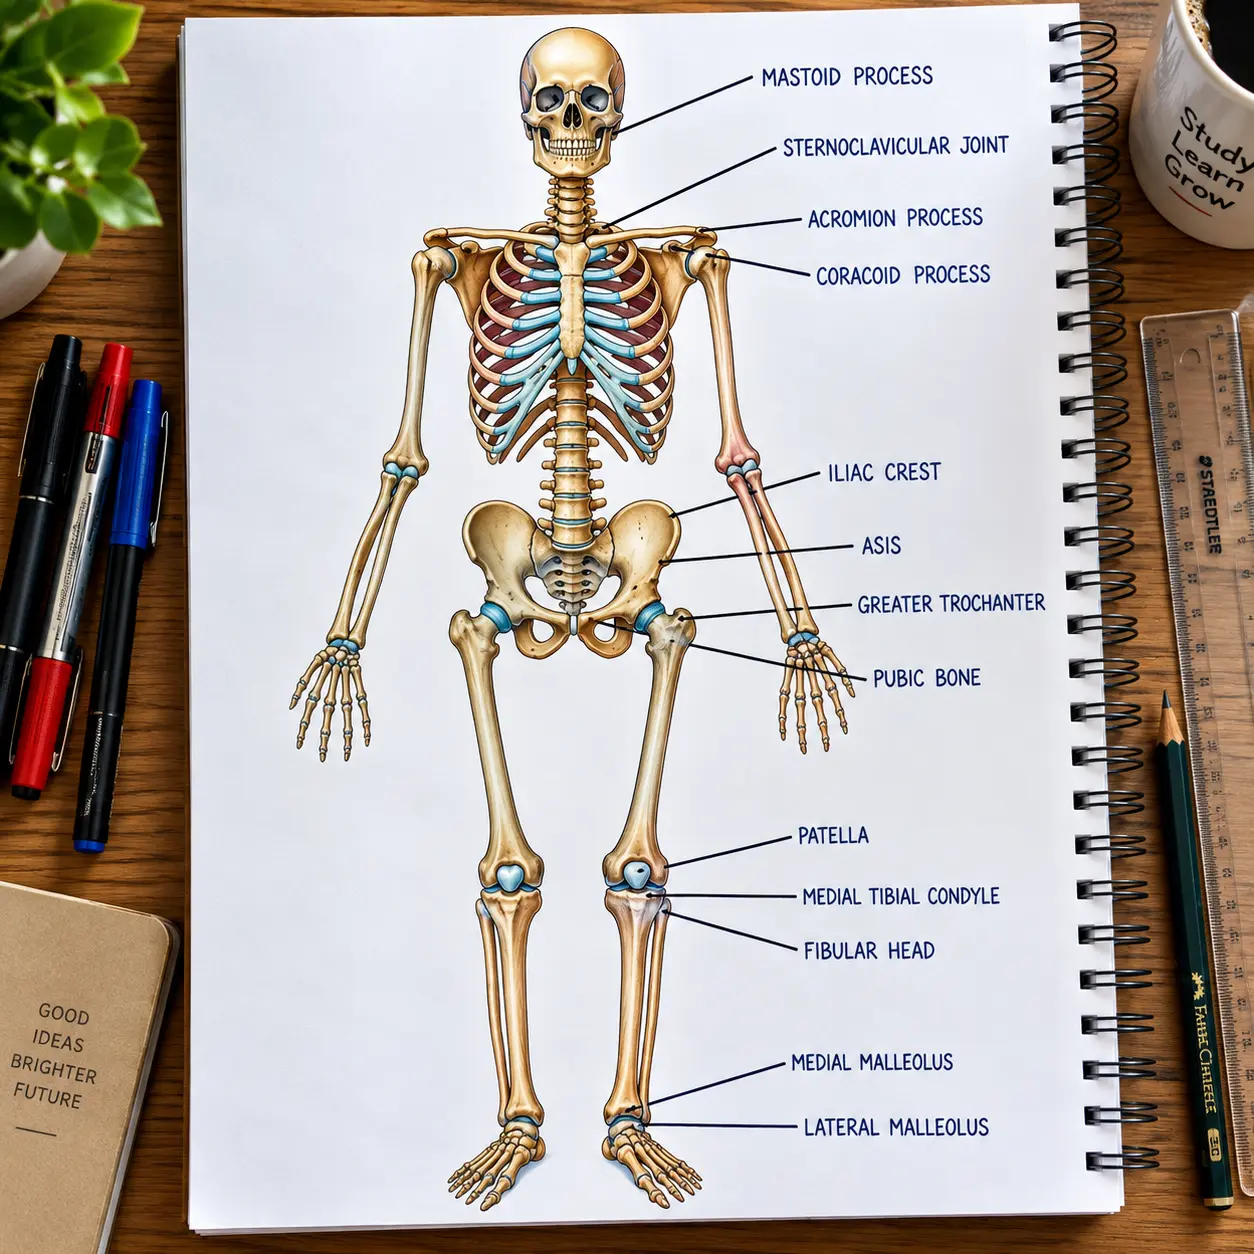 MASTOID PROCESS
STERNOCLAVICULAR JOINT
ACROMION PROCESS
CORACOID PROCESS
ILIAC CREST
ASIS
GREATER TROCHANTER
PUBIC BONE
PATELLA
MEDIAL TIBIAL CONDYLE
FIBULAR HEAD
MEDIAL MALLEOLUS
LATERAL MALLEOLUS
Study
Learn
Grow
STAEDTLER
GOOD
IDEAS
BRIGHTER
FUTURE